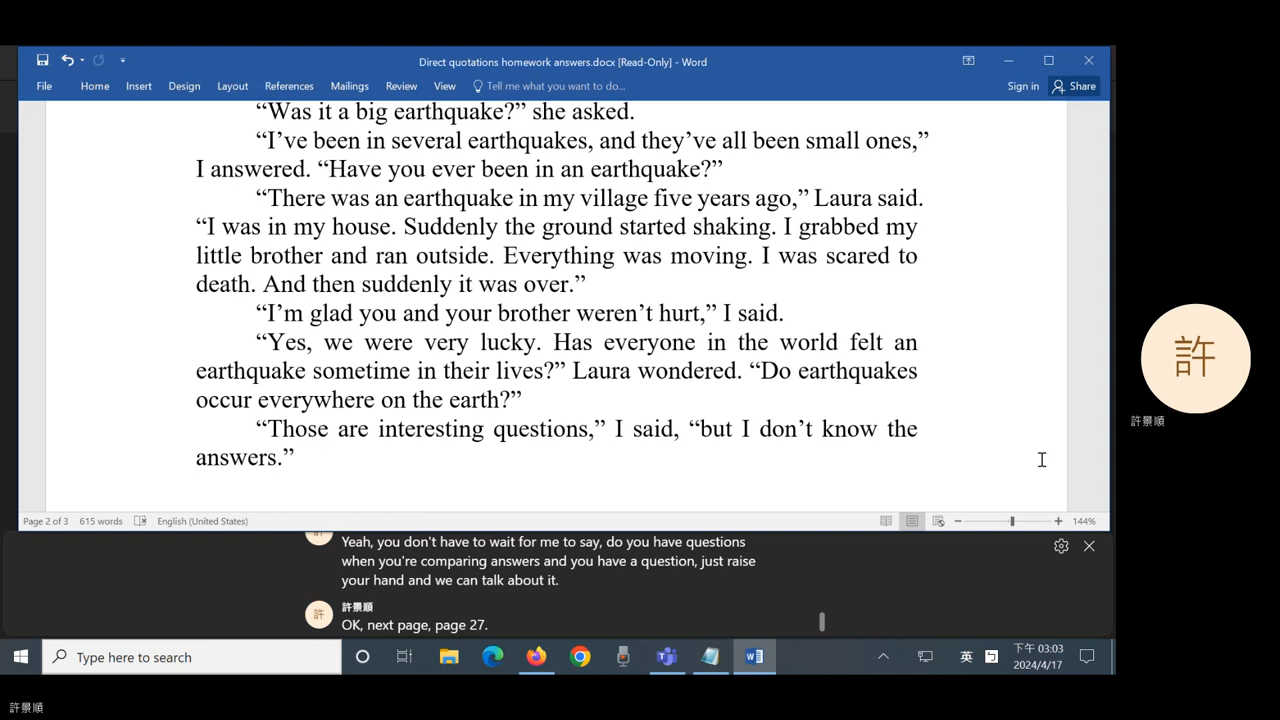 Direct quotations homework answers.docx [Read-Only] - Word
File Home Insert Design Layout References Mailings Review View Tell me what you want to do... Sign in Share
“Was it a big earthquake?” she asked.
“I’ve been in several earthquakes, and they’ve all been small ones,”
I answered. “Have you ever been in an earthquake?”
“There was an earthquake in my village five years ago,” Laura said.
“I was in my house. Suddenly the ground started shaking. I grabbed my
little brother and ran outside. Everything was moving. I was scared to
death. And then suddenly it was over.”
“I’m glad you and your brother weren’t hurt,” I said.
“Yes, we were very lucky. Has everyone in the world felt an
earthquake sometime in their lives?” Laura wondered. “Do earthquakes
occur everywhere on the earth?”
“Those are interesting questions,” I said, “but I don’t know the
answers.”
許
許景順
Page 2 of 3 615 words English (United States) 144%
許
Yeah, you don't have to wait for me to say, do you have questions
when you're comparing answers and you have a question, just raise
your hand and we can talk about it.
許景順
許
OK, next page, page 27.
Type here to search
英
下午 03:03
2024/4/17
許景順